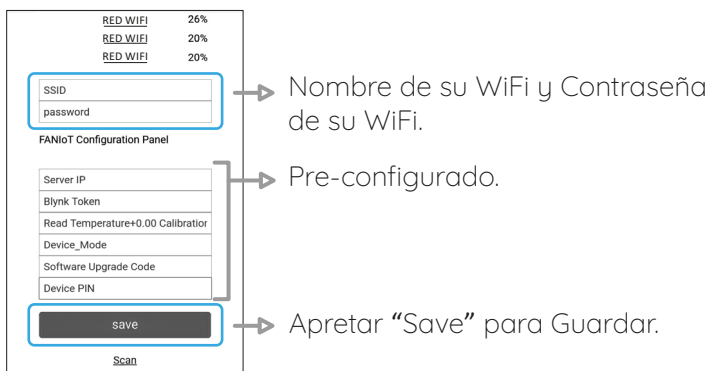 RED WIFI 26%
RED WIFI 20%
RED WIFI 20%
SSID
password
Nombre de su WiFi y Contraseña
de su WiFi.
FANIoT Configuration Panel
Server IP
Blynk Token
Read Temperature+0.00 Calibration
Device_Mode
Software Upgrade Code
Device PIN
Pre-configurado.
save
Apretar “Save” para Guardar.
Scan